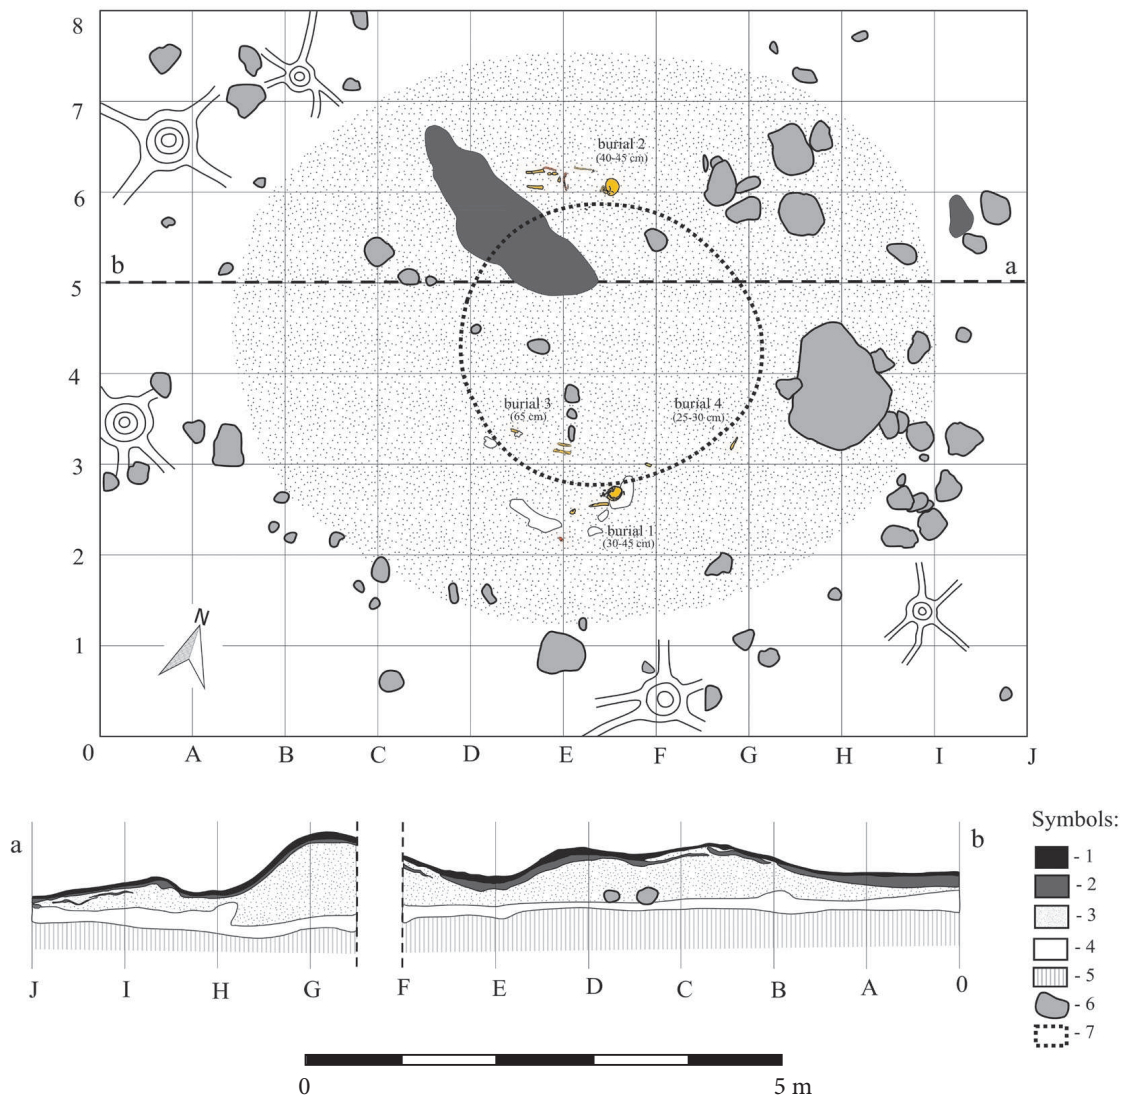 8
7
burial 2
(40-45 cm)
6
b
a
5
4
burial 3
(65 cm)
burial 4
(25-30 cm)
3
burial 1
(30-45 cm)
2
N
1
0 A B C D E F G H I J
Symbols:
a
b
- 1
- 2
- 3
- 4
- 5
- 6
- 7
J I H G F E D C B A 0
0 5 m